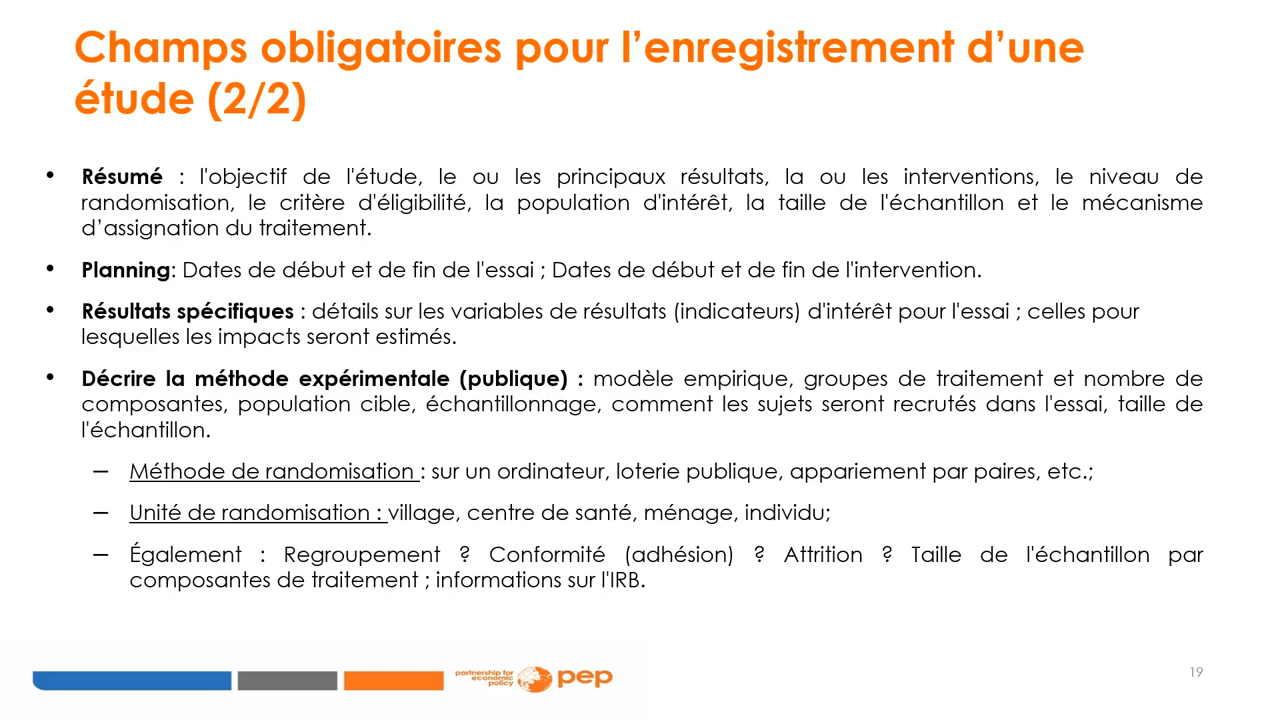 Champs obligatoires pour l’enregistrement d’une
étude (2/2)
• Résumé : l'objectif de l'étude, le ou les principaux résultats, la ou les interventions, le niveau de
randomisation, le critère d'éligibilité, la population d'intérêt, la taille de l'échantillon et le mécanisme
d’assignation du traitement.
• Planning: Dates de début et de fin de l'essai ; Dates de début et de fin de l'intervention.
• Résultats spécifiques : détails sur les variables de résultats (indicateurs) d'intérêt pour l'essai ; celles pour
lesquelles les impacts seront estimés.
• Décrire la méthode expérimentale (publique) : modèle empirique, groupes de traitement et nombre de
composantes, population cible, échantillonnage, comment les sujets seront recrutés dans l'essai, taille de
l'échantillon.
– Méthode de randomisation : sur un ordinateur, loterie publique, appariement par paires, etc.;
– Unité de randomisation : village, centre de santé, ménage, individu;
– Également : Regroupement ? Conformité (adhésion) ? Attrition ? Taille de l'échantillon par
composantes de traitement ; informations sur l'IRB.
partnership for
economic
policy
pep
19